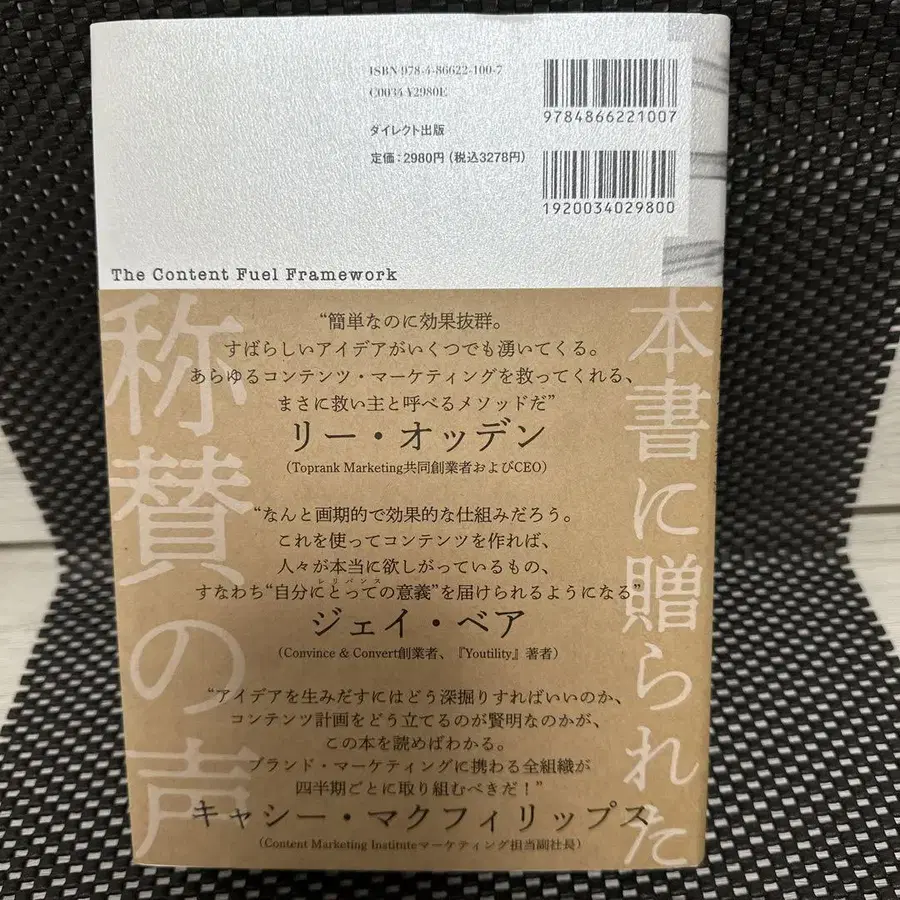 ISBN 978-4-86622-100-7
C0034 ¥2980E
ダイレクト出版
定価：2980円（税込3278円）
9784866221007
1920034029800
The Content Fuel Framework
本書に贈られた
称賛の声
“簡単なのに効果抜群。
すばらしいアイデアがいくつでも湧いてくる。
あらゆるコンテンツ・マーケティングを救ってくれる、
まさに救い主と呼べるメソッドだ”
リー・オッデン
（Toprank Marketing共同創業者およびCEO）
“なんと画期的で効果的な仕組みだろう。
これを使ってコンテンツを作れば、
人々が本当に欲しがっているもの、
レリバンス
すなわち“自分にとっての意義”を届けられるようになる”
ジェイ・ベア
（Convince & Convert創業者、『Youtility』著者）
“アイデアを生みだすにはどう深掘りすればいいのか、
コンテンツ計画をどう立てるのが賢明なのかが、
この本を読めばわかる。
ブランド・マーケティングに携わる全組織が
四半期ごとに取り組むべきだ！”
キャシー・マクフィリップス
（Content Marketing Instituteマーケティング担当副社長）